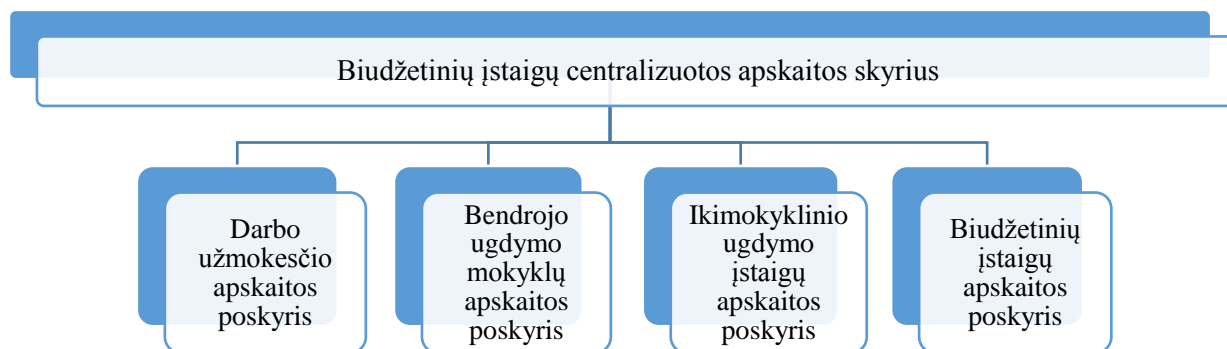 Biudžetinių įstaigų centralizuotos apskaitos skyrius
Darbo
užmokesčio
apskaitos
poskyris
Bendrojo
ugdymo
mokyklų
apskaitos
poskyris
Ikimokyklinio
ugdymo
įstaigų
apskaitos
poskyris
Biudžetinių
įstaigų
apskaitos
poskyris